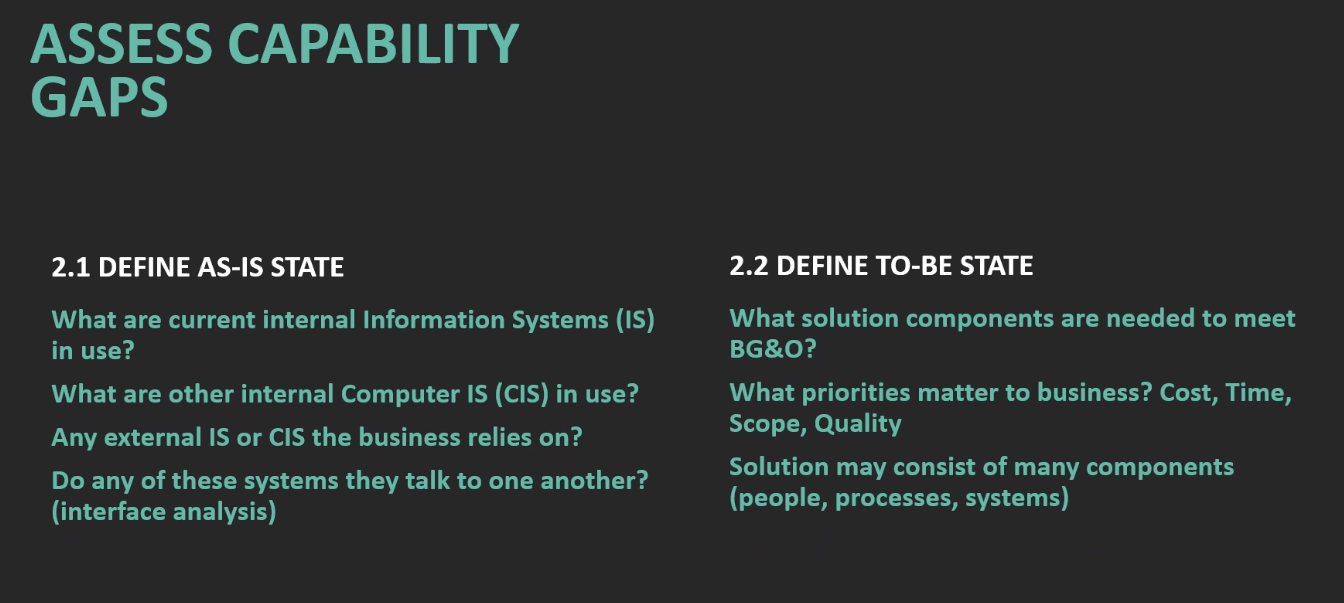 ASSESS CAPABILITY
GAPS
2.1 DEFINE AS-IS STATE
What are current internal Information Systems (IS)
in use?
What are other internal Computer IS (CIS) in use?
Any external IS or CIS the business relies on?
Do any of these systems they talk to one another?
(interface analysis)
2.2 DEFINE TO-BE STATE
What solution components are needed to meet
BG&O?
What priorities matter to business? Cost, Time,
Scope, Quality
Solution may consist of many components
(people, processes, systems)